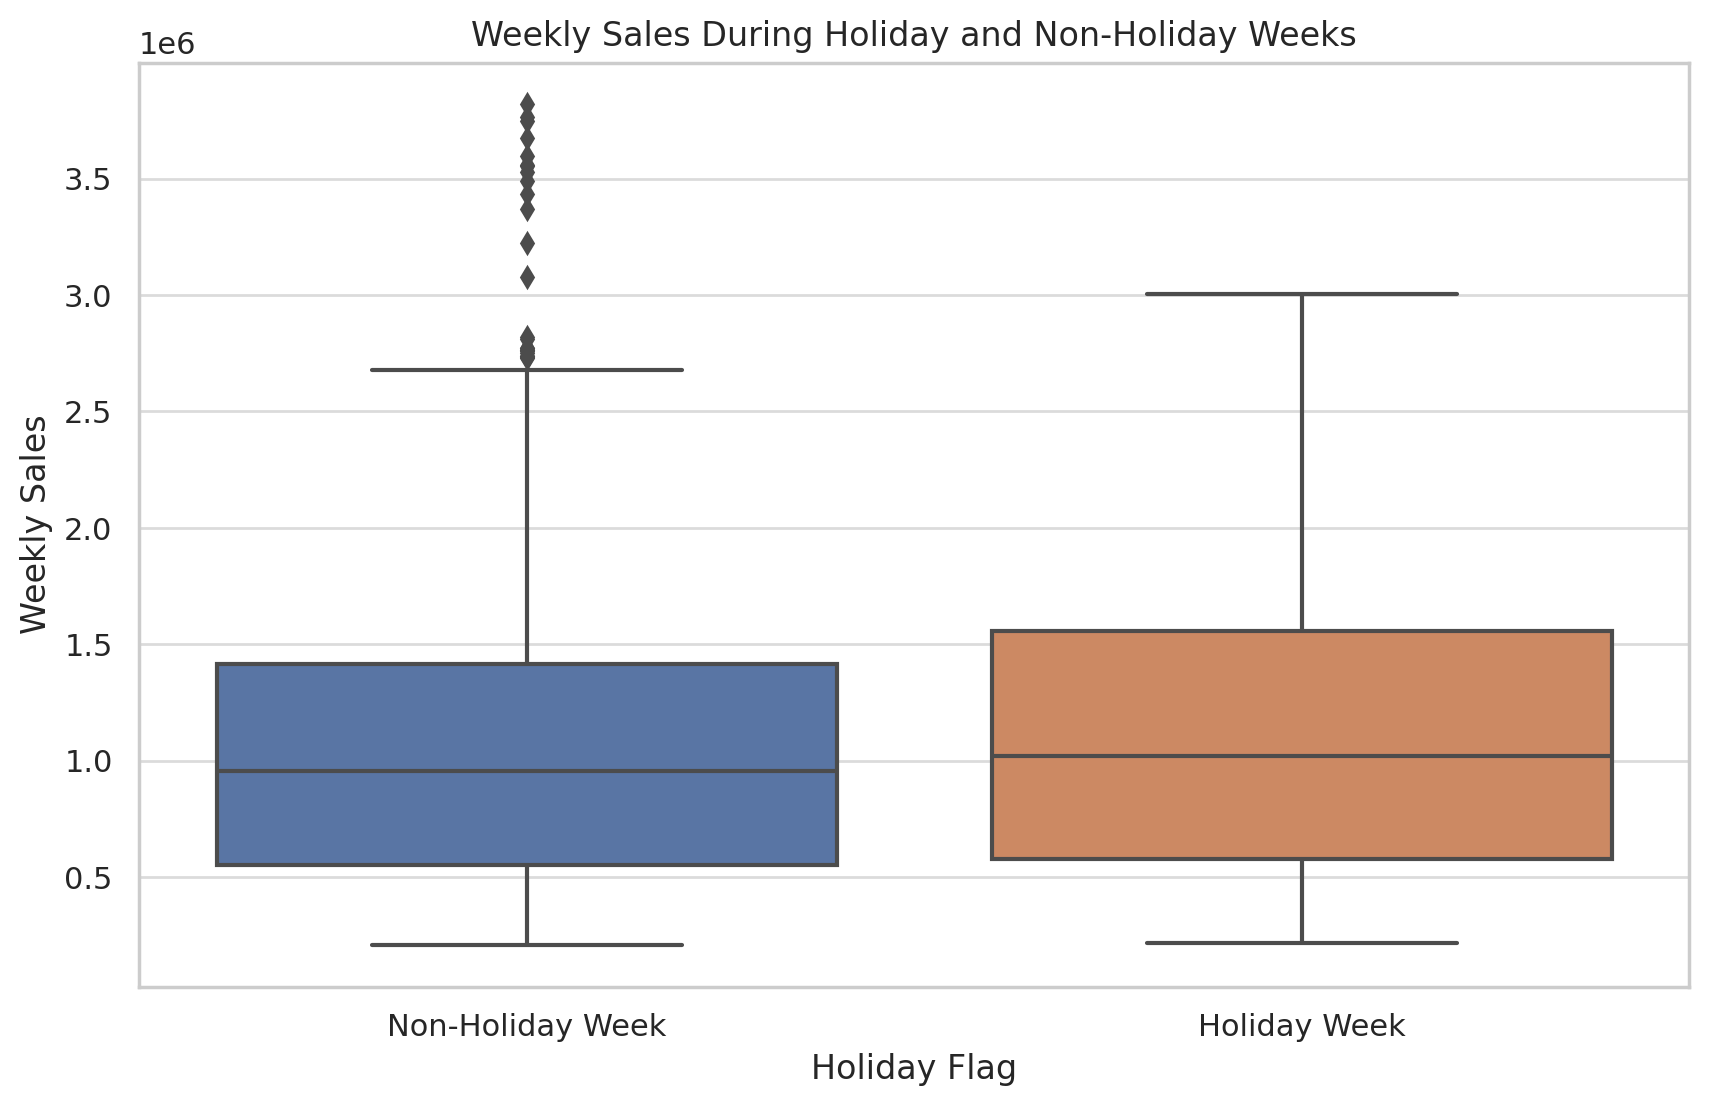 Weekly Sales During Holiday and Non-Holiday Weeks
1e6
3.5
3.0
2.5
2.0
1.5
1.0
0.5
Weekly Sales
Non-Holiday Week
Holiday Week
Holiday Flag